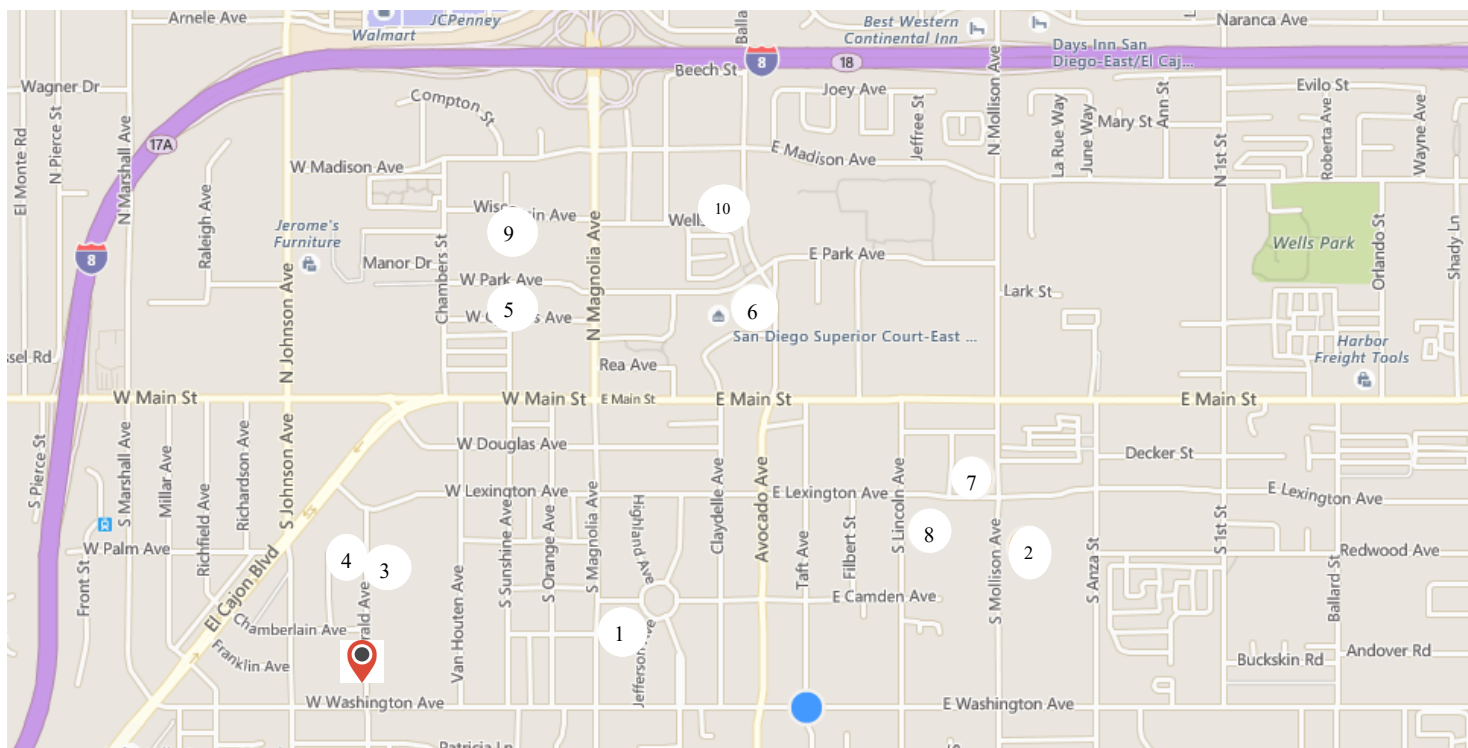 Arnele Ave
JCPenney
Walmart
Best Western
Continental Inn
Naranca Ave
Days Inn San
Diego-East/El Caj...
Beech St
8
18
Wagner Dr
Compton St
Joey Ave
Evilo St
N Mollison Ave
Jeffree St
La Rue Way
June Way
Mary St
Ann St
N 1st St
Roberta Ave
Wayne Ave
El Monte Rd
N Pierce St
N Marshall Ave
17A
W Madison Ave
E Madison Ave
Raleigh Ave
Jerome's
Furniture
N Johnson Ave
Chambers St
9
10
N Magnolia Ave
Wells Park
Orlando St
Shady Ln
8
Manor Dr
W Park Ave
E Park Ave
Lark St
5
6
San Diego Superior Court-East ...
Harbor
Freight Tools
Rea Ave
W Main St
W Main St
E Main St
E Main St
E Main St
S Pierce St
S Marshall Ave
Millar Ave
Richfield Ave
Richardson Ave
S Johnson Ave
W Douglas Ave
Decker St
W Lexington Ave
E Lexington Ave
E Lexington Ave
7
8
2
S Lincoln Ave
Avocado Ave
Claydelle Ave
Highland Ave
S Magnolia Ave
S Orange Ave
S Sunshine Ave
Van Houten Ave
Taft Ave
Filbert St
S Mollison Ave
S Anza St
S 1st St
Ballard St
Redwood Ave
W Palm Ave
Front St
El Cajon Blvd
4
3
E Camden Ave
Chamberlain Ave
Franklin Ave
1
Jefferson Ave
Buckskin Rd
Andover Rd
W Washington Ave
E Washington Ave